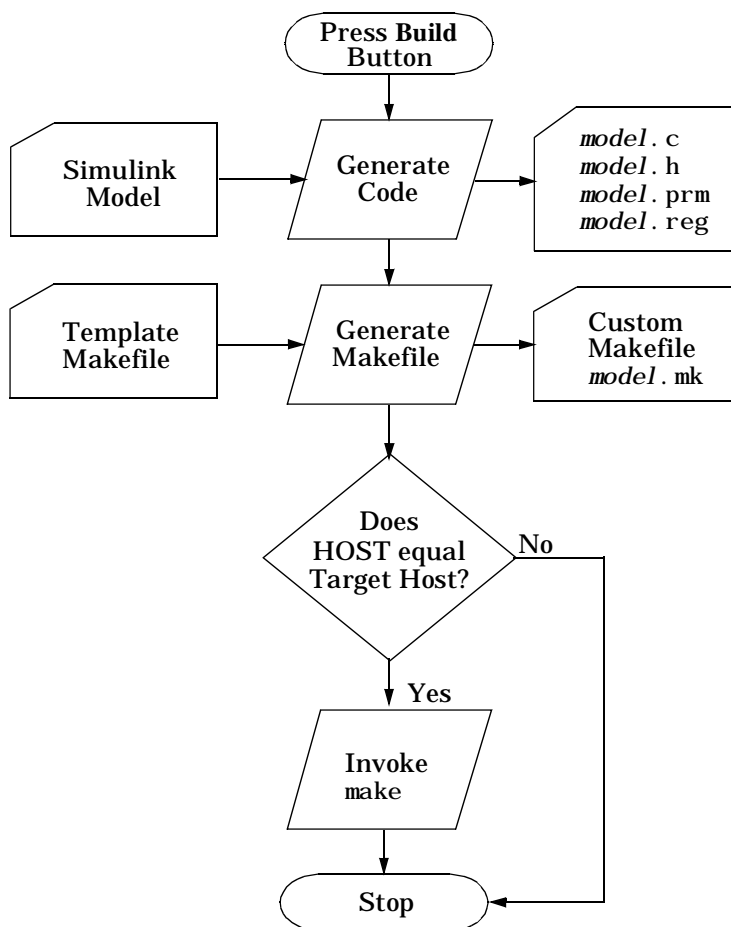 Press Build
Button
Simulink
Model
Generate
Code
model.c
model.h
model.prm
model.reg
Template
Makefile
Generate
Makefile
Custom
Makefile
model.mk
Does
HOST equal
Target Host?
No
Yes
Invoke
make
Stop